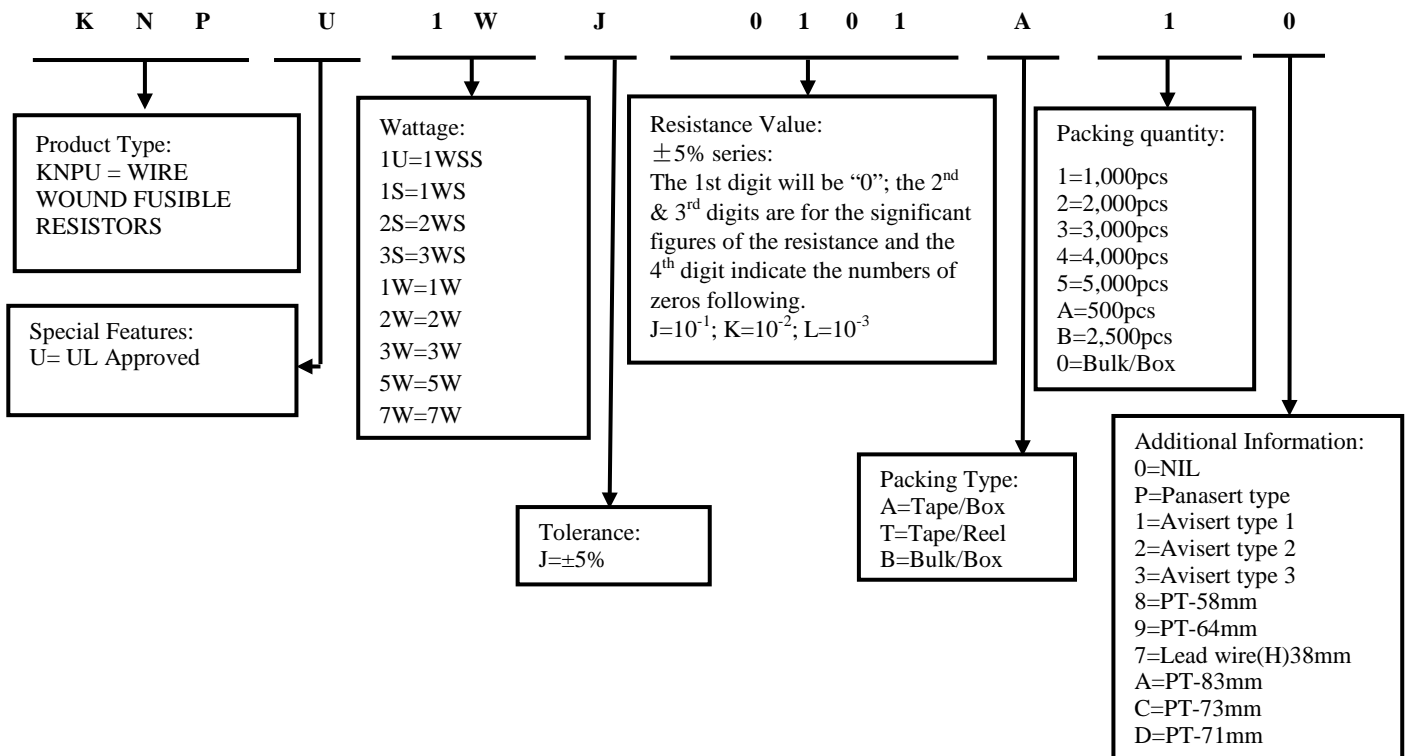 K N P U 1 W J 0 1 0 1 A 1 0
Product Type:
KNPU = WIRE
WOUND FUSIBLE
RESISTORS
Special Features:
U= UL Approved
Wattage:
1U=1WSS
1S=1WS
2S=2WS
3S=3WS
1W=1W
2W=2W
3W=3W
5W=5W
7W=7W
Tolerance:
J=±5%
Resistance Value:
±5% series:
The 1st digit will be “0”; the 2nd
& 3rd digits are for the significant
figures of the resistance and the
4th digit indicate the numbers of
zeros following.
J=10-1; K=10-2; L=10-3
Packing Type:
A=Tape/Box
T=Tape/Reel
B=Bulk/Box
Packing quantity:
1=1,000pcs
2=2,000pcs
3=3,000pcs
4=4,000pcs
5=5,000pcs
A=500pcs
B=2,500pcs
0=Bulk/Box
Additional Information:
0=NIL
P=Panasert type
1=Avisert type 1
2=Avisert type 2
3=Avisert type 3
8=PT-58mm
9=PT-64mm
7=Lead wire(H)38mm
A=PT-83mm
C=PT-73mm
D=PT-71mm